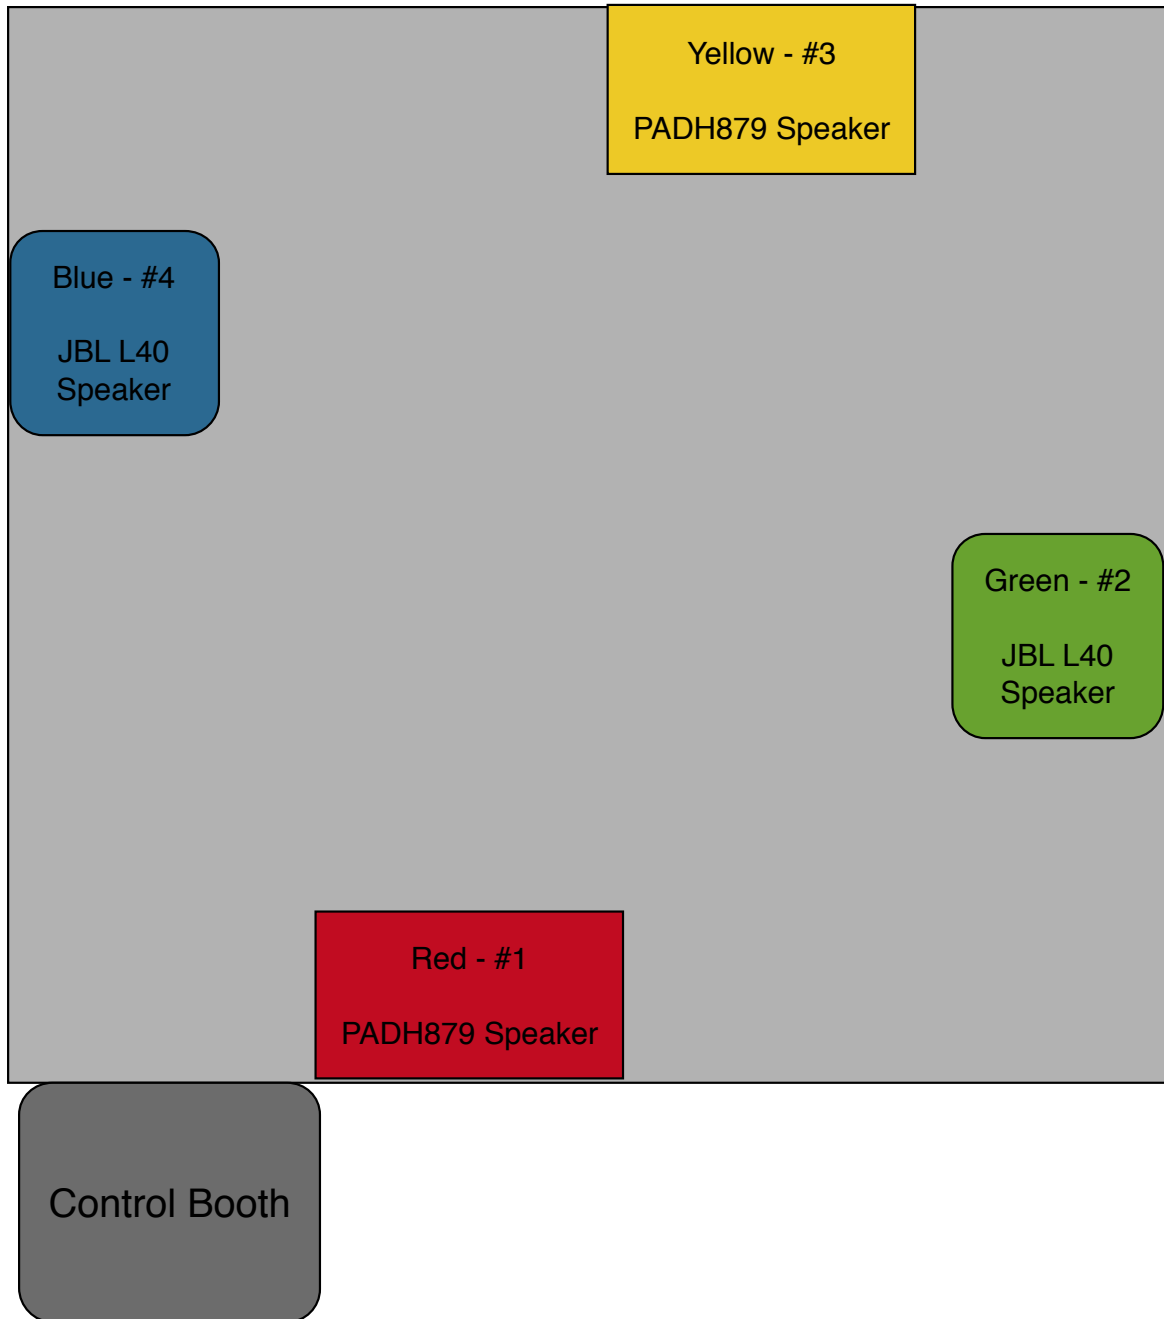 Yellow - #3
PADH879 Speaker
Blue - #4
JBL L40
Speaker
Green - #2
JBL L40
Speaker
Red - #1
PADH879 Speaker
Control Booth